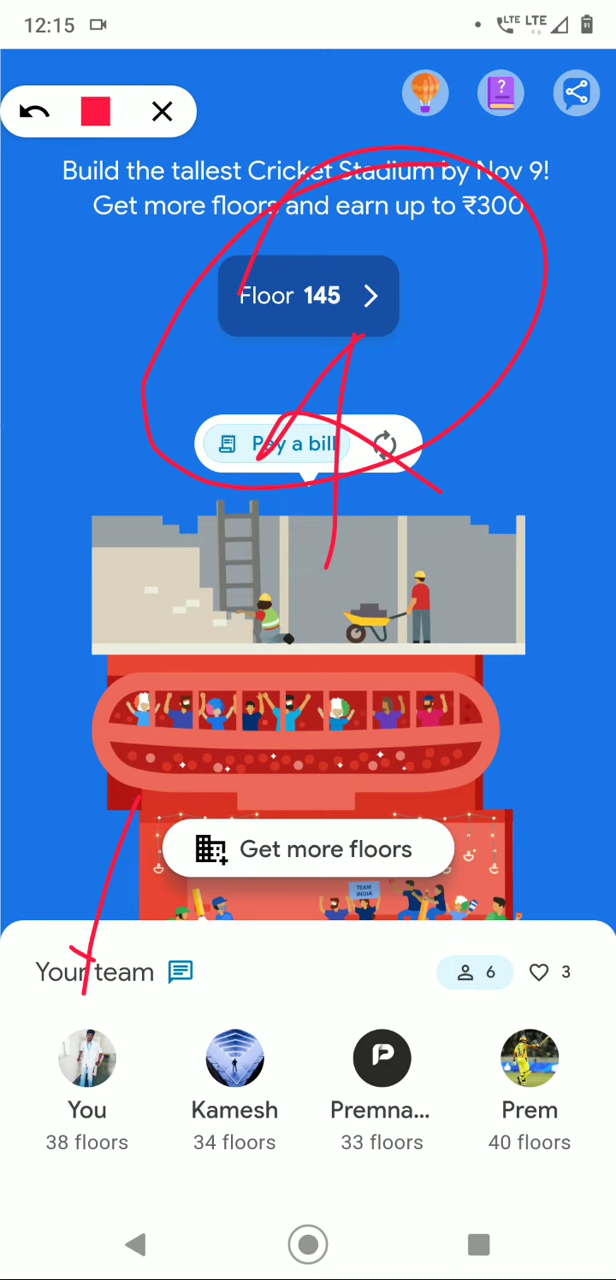 12:15
LTE LTE
91
?
Build the tallest Cricket Stadium by Nov 9!
Get more floors and earn up to ₹300
Floor 145
Pay a bill
TEAM
INDIA
Get more floors
Your team
6
3
You
Kamesh
Premna...
Prem
38 floors
34 floors
33 floors
40 floors